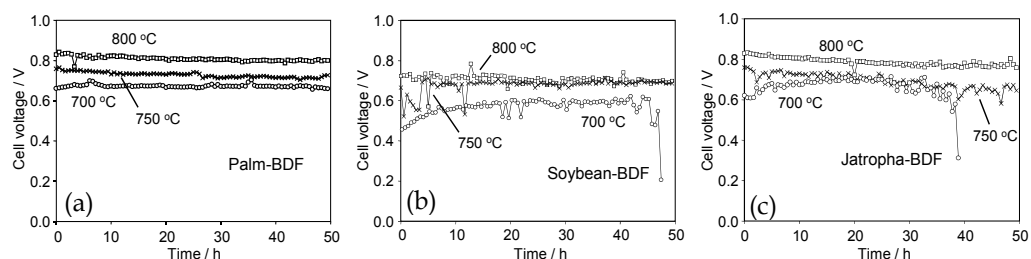 1.0
0.8
0.6
0.4
0.2
0.0
Cell voltage / V
800 °C
700 °C
750 °C
Palm-BDF
(a)
0 10 20 30 40 50
Time / h
1.0
0.8
0.6
0.4
0.2
0.0
Cell voltage / V
800 °C
750 °C
700 °C
Soybean-BDF
(b)
0 10 20 30 40 50
Time / h
1.0
0.8
0.6
0.4
0.2
0.0
Cell voltage / V
800 °C
700 °C
750 °C
Jatropha-BDF
(c)
0 10 20 30 40 50
Time / h